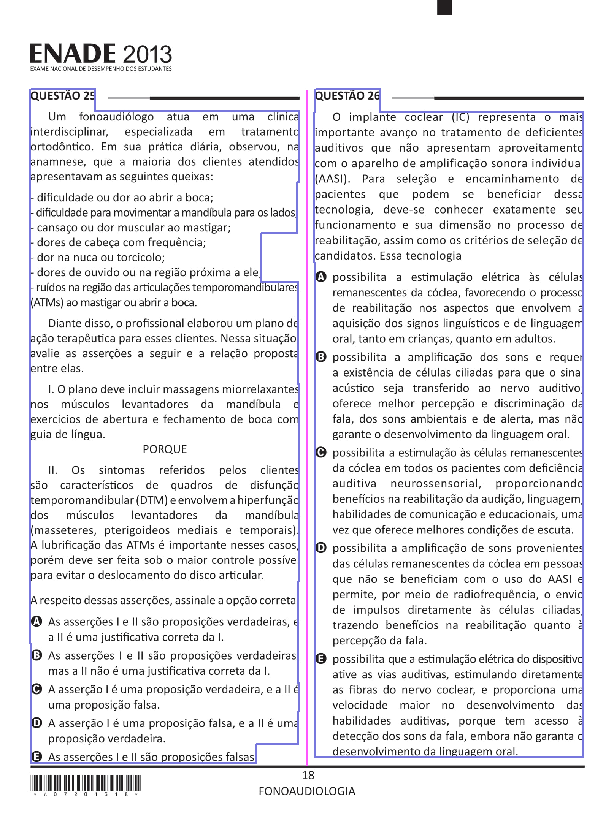 ENADE 2013
EXAME NACIONAL DE DESEMPENHO DOS ESTUDANTES
QUESTÃO 25
Um fonoaudiólogo atua em uma clínica
interdisciplinar, especializada em tratamento
ortodôntico. Em sua prática diária, observou, na
anamnese, que a maioria dos clientes atendidos
apresentavam as seguintes queixas:
- dificuldade ou dor ao abrir a boca;
- dificuldade para movimentar a mandíbula para os lados;
- cansaço ou dor muscular ao mastigar;
- dores de cabeça com frequência;
- dor na nuca ou torcicolo;
- dores de ouvido ou na região próxima a ele;
- ruídos na região das articulações temporomandibulares
(ATMs) ao mastigar ou abrir a boca.
Diante disso, o profissional elaborou um plano de
ação terapêutica para esses clientes. Nessa situação,
avalie as asserções a seguir e a relação proposta
entre elas.
I. O plano deve incluir massagens miorrelaxantes
nos músculos levantadores da mandíbula e
exercícios de abertura e fechamento de boca com
guia de língua.
PORQUE
II. Os sintomas referidos pelos clientes
são característicos de quadros de disfunção
temporomandibular (DTM) e envolvem a hiperfunção
dos músculos levantadores da mandíbula
(masseteres, pterigoideos mediais e temporais).
A lubrificação das ATMs é importante nesses casos,
porém deve ser feita sob o maior controle possível
para evitar o deslocamento do disco articular.
A respeito dessas asserções, assinale a opção correta.
A As asserções I e II são proposições verdadeiras, e
a II é uma justificativa correta da I.
B As asserções I e II são proposições verdadeiras,
mas a II não é uma justificativa correta da I.
C A asserção I é uma proposição verdadeira, e a II é
uma proposição falsa.
D A asserção I é uma proposição falsa, e a II é uma
proposição verdadeira.
E As asserções I e II são proposições falsas.
QUESTÃO 26
O implante coclear (IC) representa o mais
importante avanço no tratamento de deficientes
auditivos que não apresentam aproveitamento
com o aparelho de amplificação sonora individual
(AASI). Para seleção e encaminhamento de
pacientes que podem se beneficiar dessa
tecnologia, deve-se conhecer exatamente seu
funcionamento e sua dimensão no processo de
reabilitação, assim como os critérios de seleção de
candidatos. Essa tecnologia
A possibilita a estimulação elétrica às células
remanescentes da cóclea, favorecendo o processo
de reabilitação nos aspectos que envolvem a
aquisição dos signos linguísticos e de linguagem
oral, tanto em crianças, quanto em adultos.
B possibilita a amplificação dos sons e requer
a existência de células ciliadas para que o sinal
acústico seja transferido ao nervo auditivo,
oferece melhor percepção e discriminação da
fala, dos sons ambientais e de alerta, mas não
garante o desenvolvimento da linguagem oral.
C possibilita a estimulação às células remanescentes
da cóclea em todos os pacientes com deficiência
auditiva neurossensorial, proporcionando
benefícios na reabilitação da audição, linguagem,
habilidades de comunicação e educacionais, uma
vez que oferece melhores condições de escuta.
D possibilita a amplificação de sons provenientes
das células remanescentes da cóclea em pessoas
que não se beneficiam com o uso do AASI e
permite, por meio de radiofrequência, o envio
de impulsos diretamente às células ciliadas,
trazendo benefícios na reabilitação quanto à
percepção da fala.
E possibilita que a estimulação elétrica do dispositivo
ative as vias auditivas, estimulando diretamente
as fibras do nervo coclear, e proporciona uma
velocidade maior no desenvolvimento das
habilidades auditivas, porque tem acesso à
detecção dos sons da fala, embora não garanta o
desenvolvimento da linguagem oral.
18
FONOAUDIOLOGIA